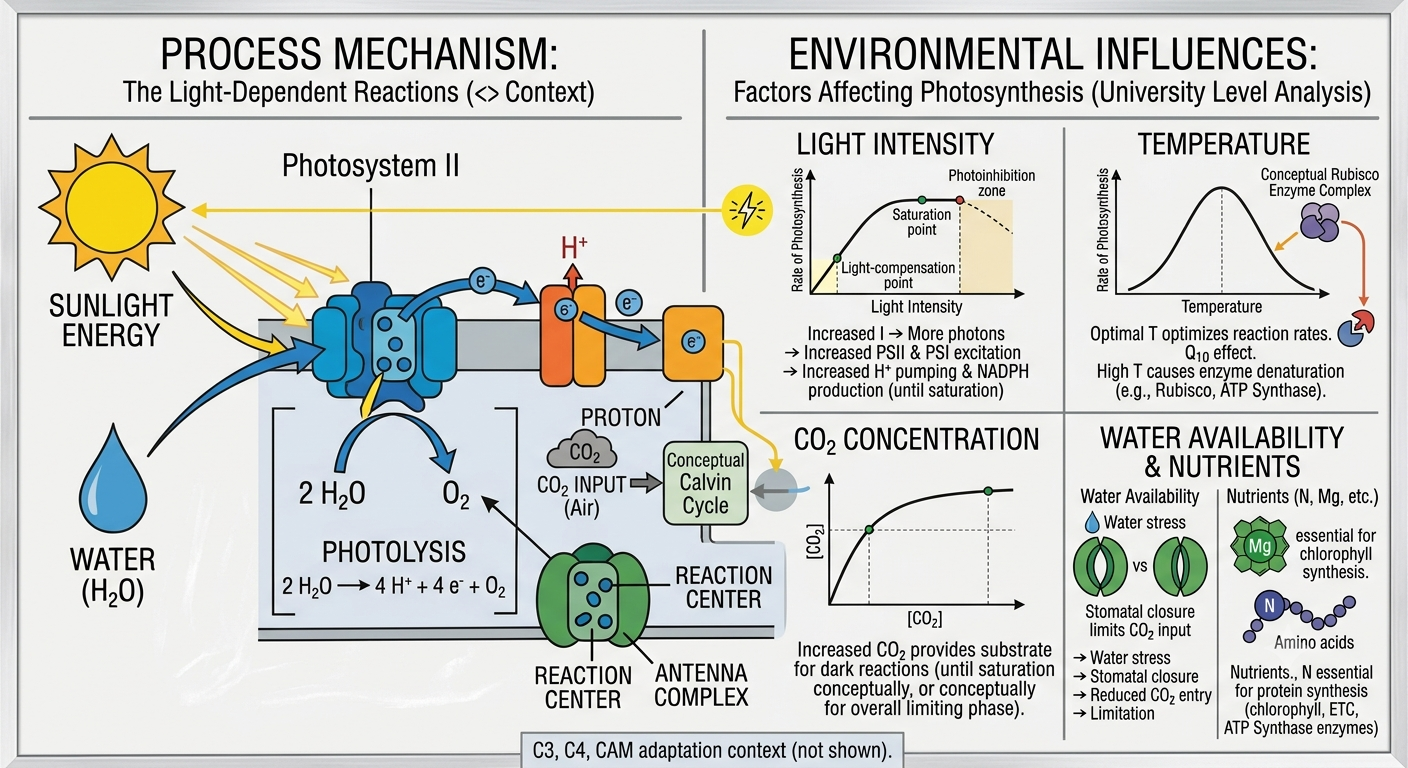 PROCESS MECHANISM:
The Light-Dependent Reactions (<> Context)
Photosystem II
SUNLIGHT
ENERGY
H⁺
e⁻
6⁻
e⁻
e⁻
WATER
(H₂O)
2 H₂O
O₂
PHOTOLYSIS
2 H₂O → 4 H⁺ + 4 e⁻ + O₂
PROTON
CO₂
CO₂ INPUT
(Air)
Conceptual
Calvin
Cycle
REACTION
CENTER
REACTION
CENTER
ANTENNA
COMPLEX
ENVIRONMENTAL INFLUENCES:
Factors Affecting Photosynthesis (University Level Analysis)
LIGHT INTENSITY
Rate of Photosynthesis
Photoinhibition
zone
Saturation
point
Light-compensation
point
Light Intensity
Increased I → More photons
→ Increased PSII & PSI excitation
→ Increased H⁺ pumping & NADPH
production (until saturation)
TEMPERATURE
Rate of Photosynthesis
Conceptual Rubisco
Enzyme Complex
Temperature
Optimal T optimizes reaction rates.
Q₁₀ effect.
High T causes enzyme denaturation
(e.g., Rubisco, ATP Synthase).
CO₂ CONCENTRATION
[CO₂]
[CO₂]
Increased CO₂ provides substrate
for dark reactions (until saturation
conceptually, or conceptually
for overall limiting phase).
WATER AVAILABILITY
& NUTRIENTS
Water Availability
Water stress
vs
Stomatal closure
limits CO₂ input
→ Water stress
→ Stomatal closure
→ Reduced CO₂ entry
→ Limitation
Nutrients (N, Mg, etc.)
Mg
essential for
chlorophyll
synthesis.
N
Amino acids
Nutrients., N essential
for protein synthesis
(chlorophyll, ETC,
ATP Synthase enzymes)
C3, C4, CAM adaptation context (not shown).